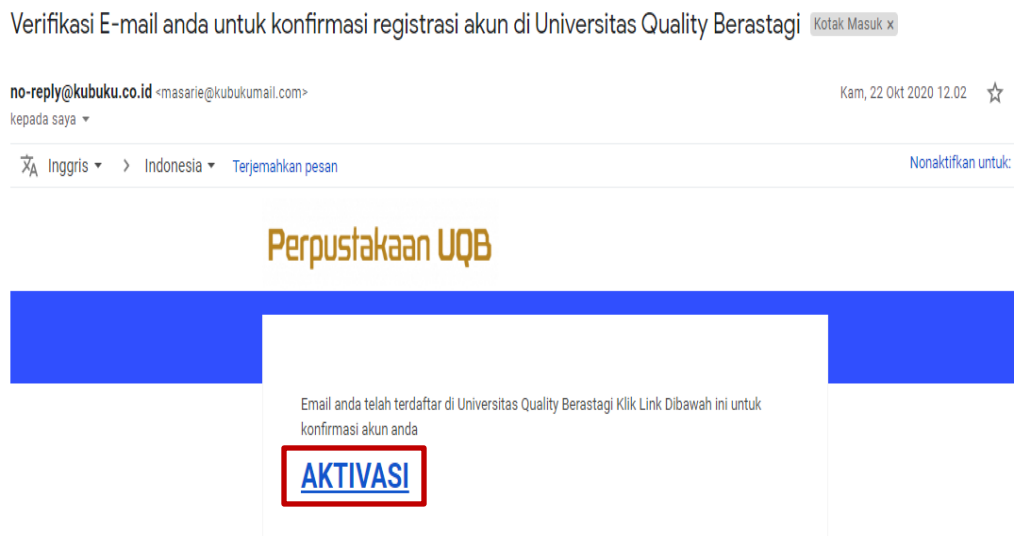 Verifikasi E-mail anda untuk konfirmasi registrasi akun di Universitas Quality Berastagi Kotak Masuk x
no-reply@kubuku.co.id <masarie@kubukumail.com> Kam, 22 Okt 2020 12.02
kepada saya
Inggris > Indonesia Terjemahkan pesan Nonaktifkan untuk:
Perpustakaan UQB
Email anda telah terdaftar di Universitas Quality Berastagi Klik Link Dibawah ini untuk
konfirmasi akun anda
AKTIVASI